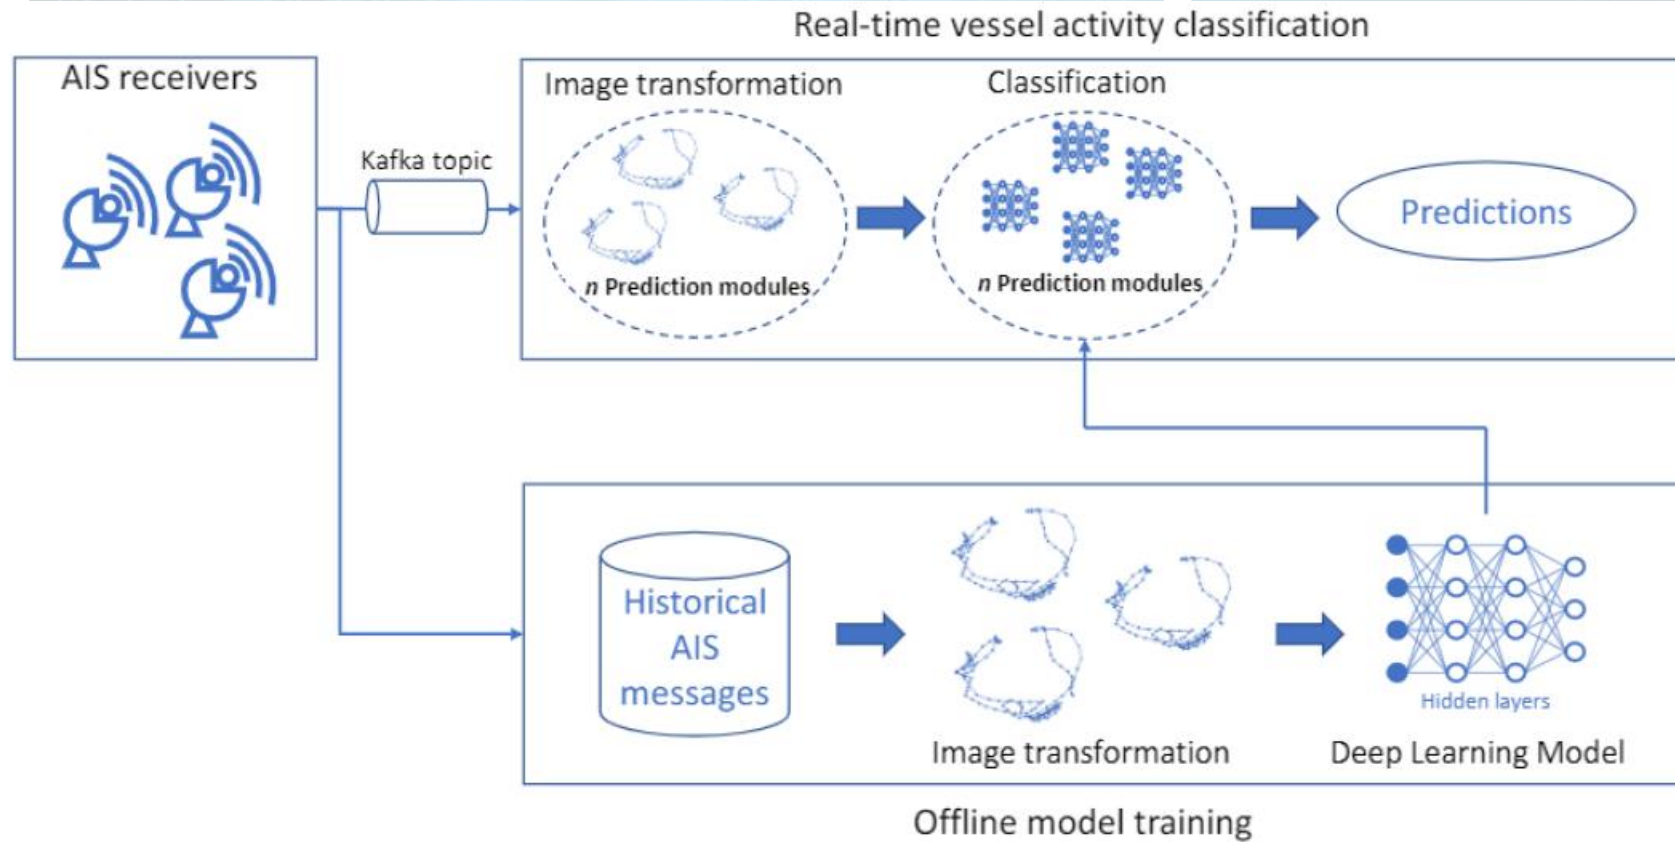 Real-time vessel activity classification
AIS receivers
Kafka topic
Image transformation
n Prediction modules
Classification
n Prediction modules
Predictions
Historical
AIS
messages
Image transformation
Hidden layers
Deep Learning Model
Offline model training